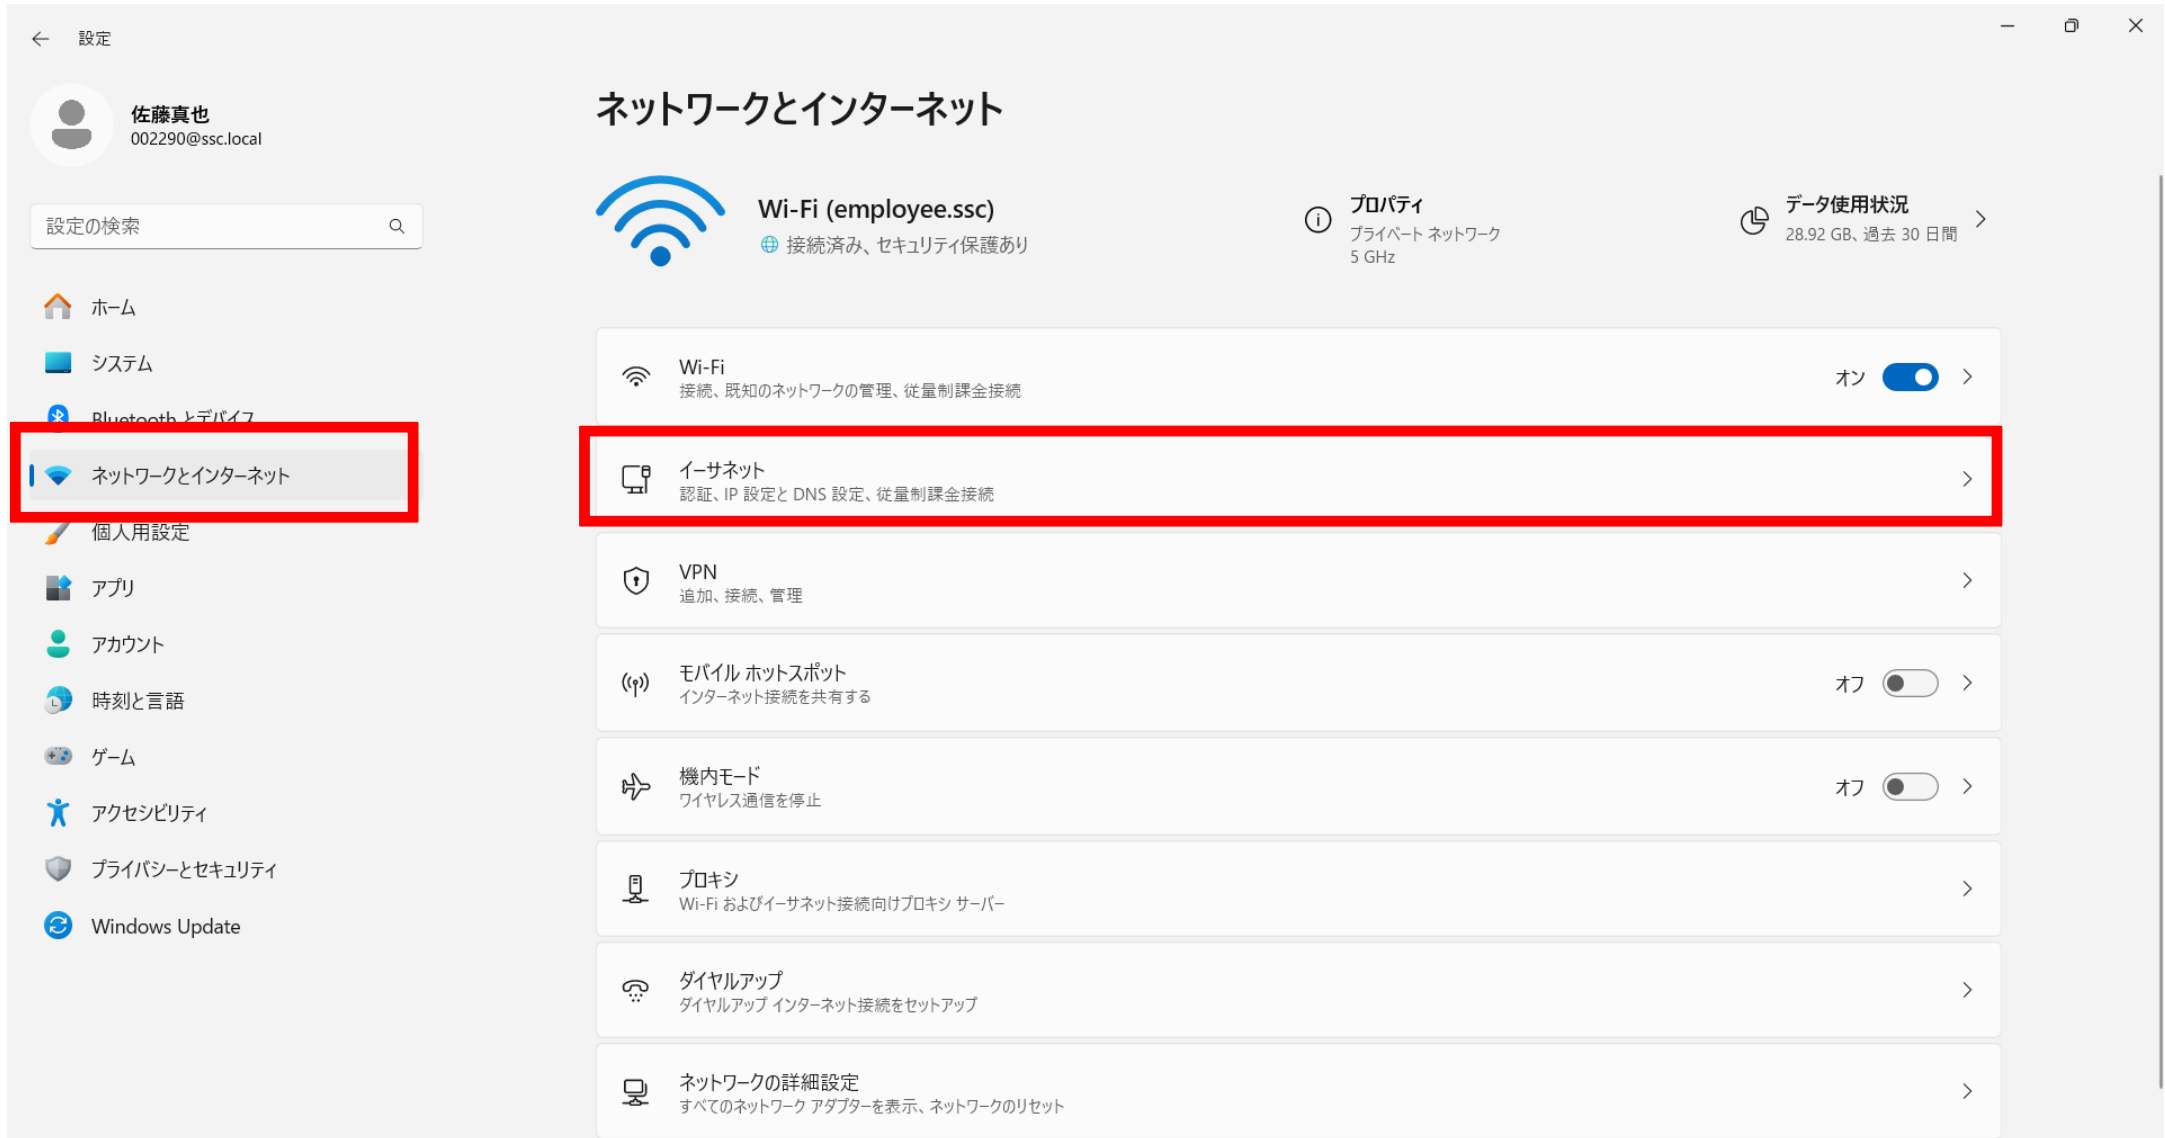 設定
佐藤真也
002290@ssc.local
設定の検索
ホーム
システム
Bluetooth とデバイス
ネットワークとインターネット
個人用設定
アプリ
アカウント
時刻と言語
ゲーム
アクセシビリティ
プライバシーとセキュリティ
Windows Update
ネットワークとインターネット
Wi-Fi (employee.ssc)
接続済み、セキュリティ保護あり
プロパティ
プライベート ネットワーク
5 GHz
データ使用状況
28.92 GB、過去 30 日間
Wi-Fi
接続、既知のネットワークの管理、従量制課金接続
オン
イーサネット
認証、IP 設定と DNS 設定、従量制課金接続
VPN
追加、接続、管理
モバイル ホットスポット
インターネット接続を共有する
オフ
機内モード
ワイヤレス通信を停止
オフ
プロキシ
Wi-Fi およびイーサネット接続向けプロキシ サーバー
ダイヤルアップ
ダイヤルアップ インターネット接続をセットアップ
ネットワークの詳細設定
すべてのネットワーク アダプターを表示、ネットワークのリセット